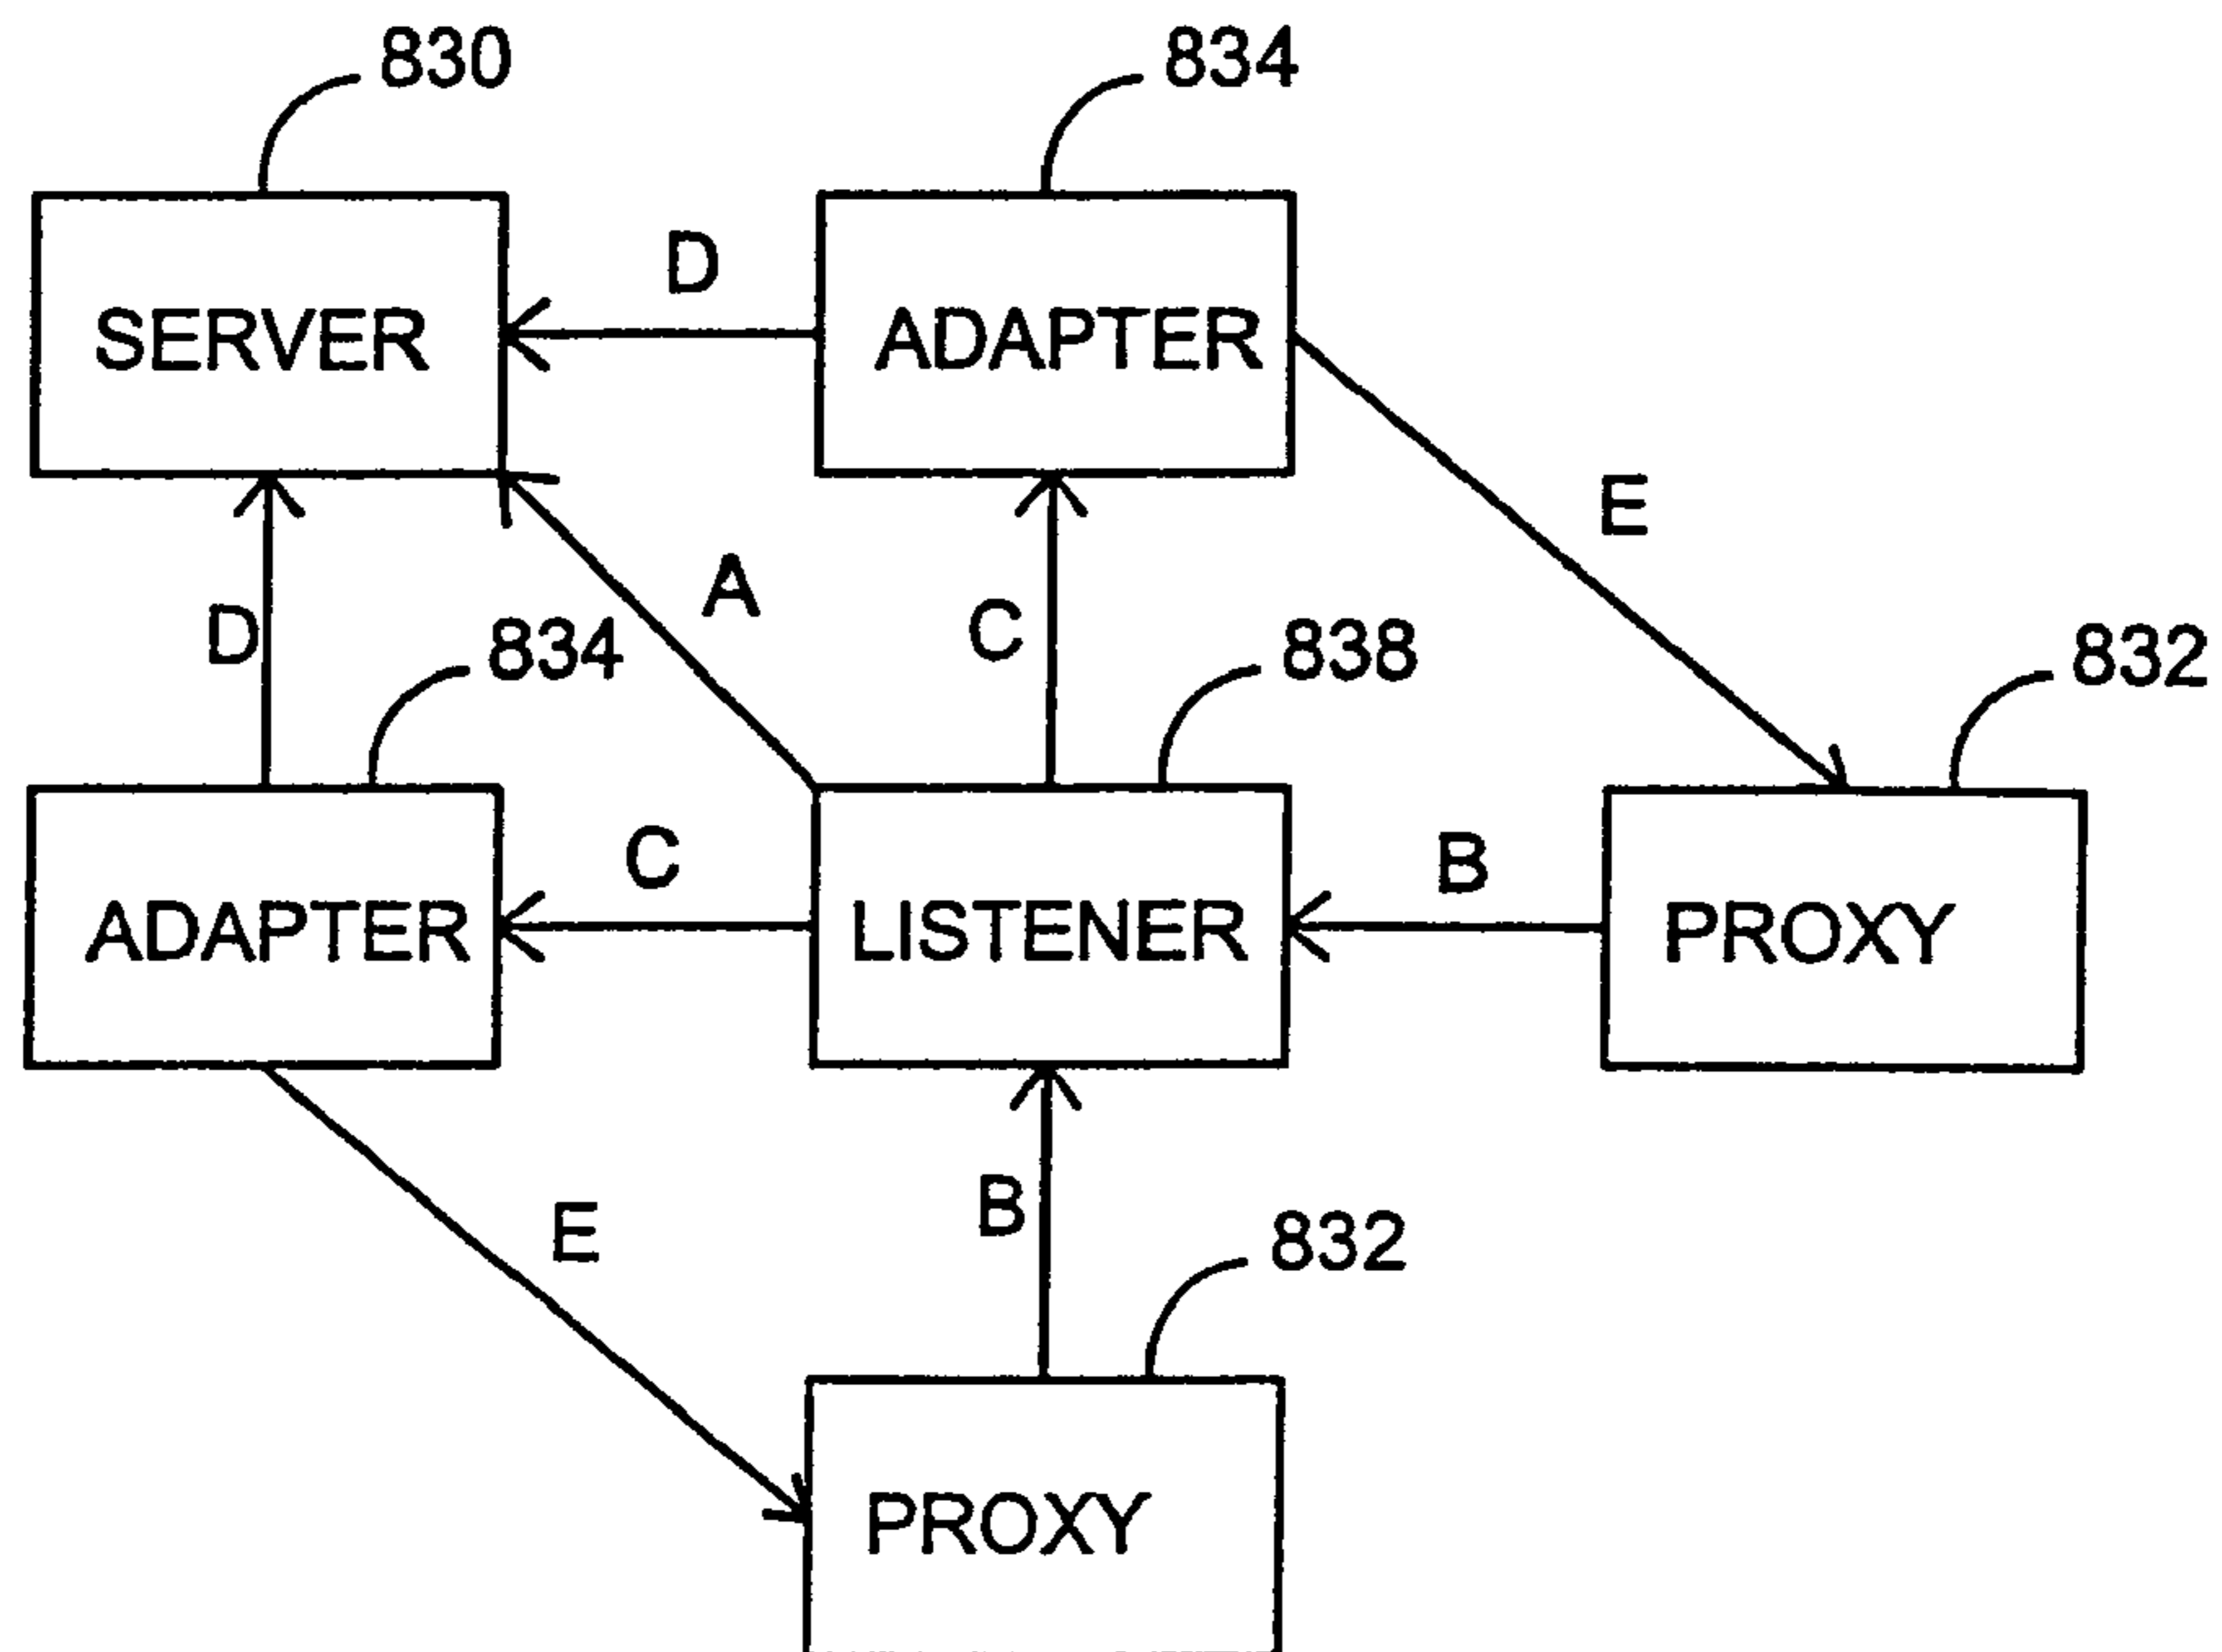 830
834
D
SERVER
ADAPTER
E
A
D
C
834
838
832
C
B
ADAPTER
LISTENER
PROXY
B
E
832
PROXY